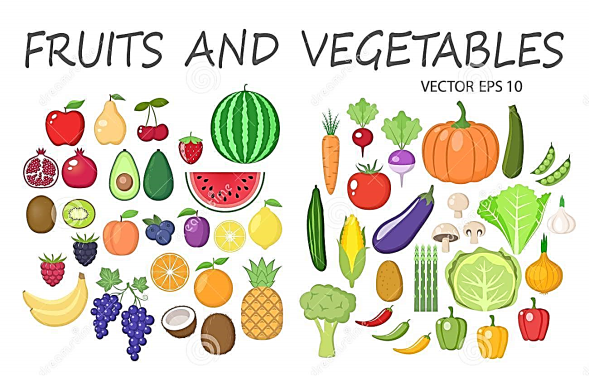 FRUITS AND VEGETABLES
VECTOR EPS 10